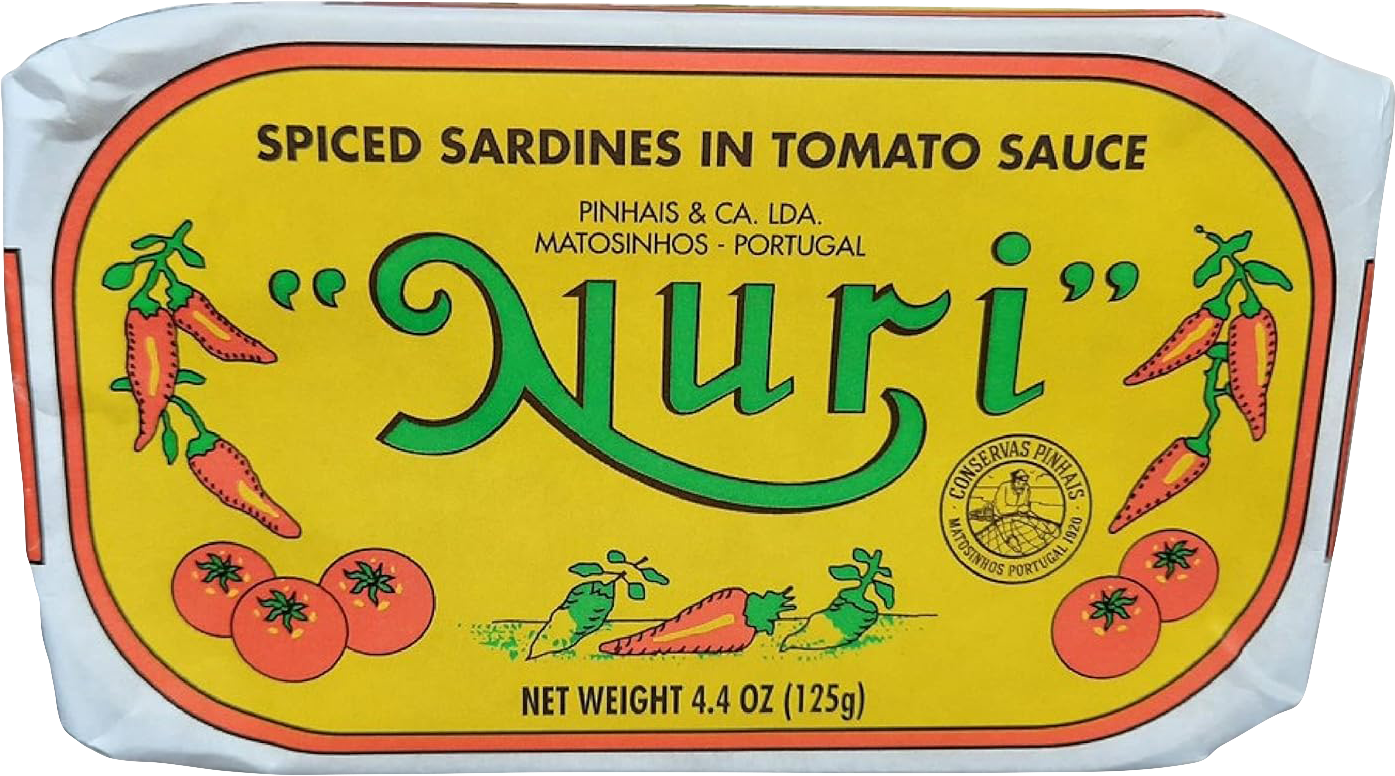 SPICED SARDINES IN TOMATO SAUCE
PINHAIS & CA. LDA.
MATOSINHOS - PORTUGAL
“Nuri”
CONSERVAS PINHAIS
MATOSINHOS PORTUGAL 1920
NET WEIGHT 4.4 OZ (125g)